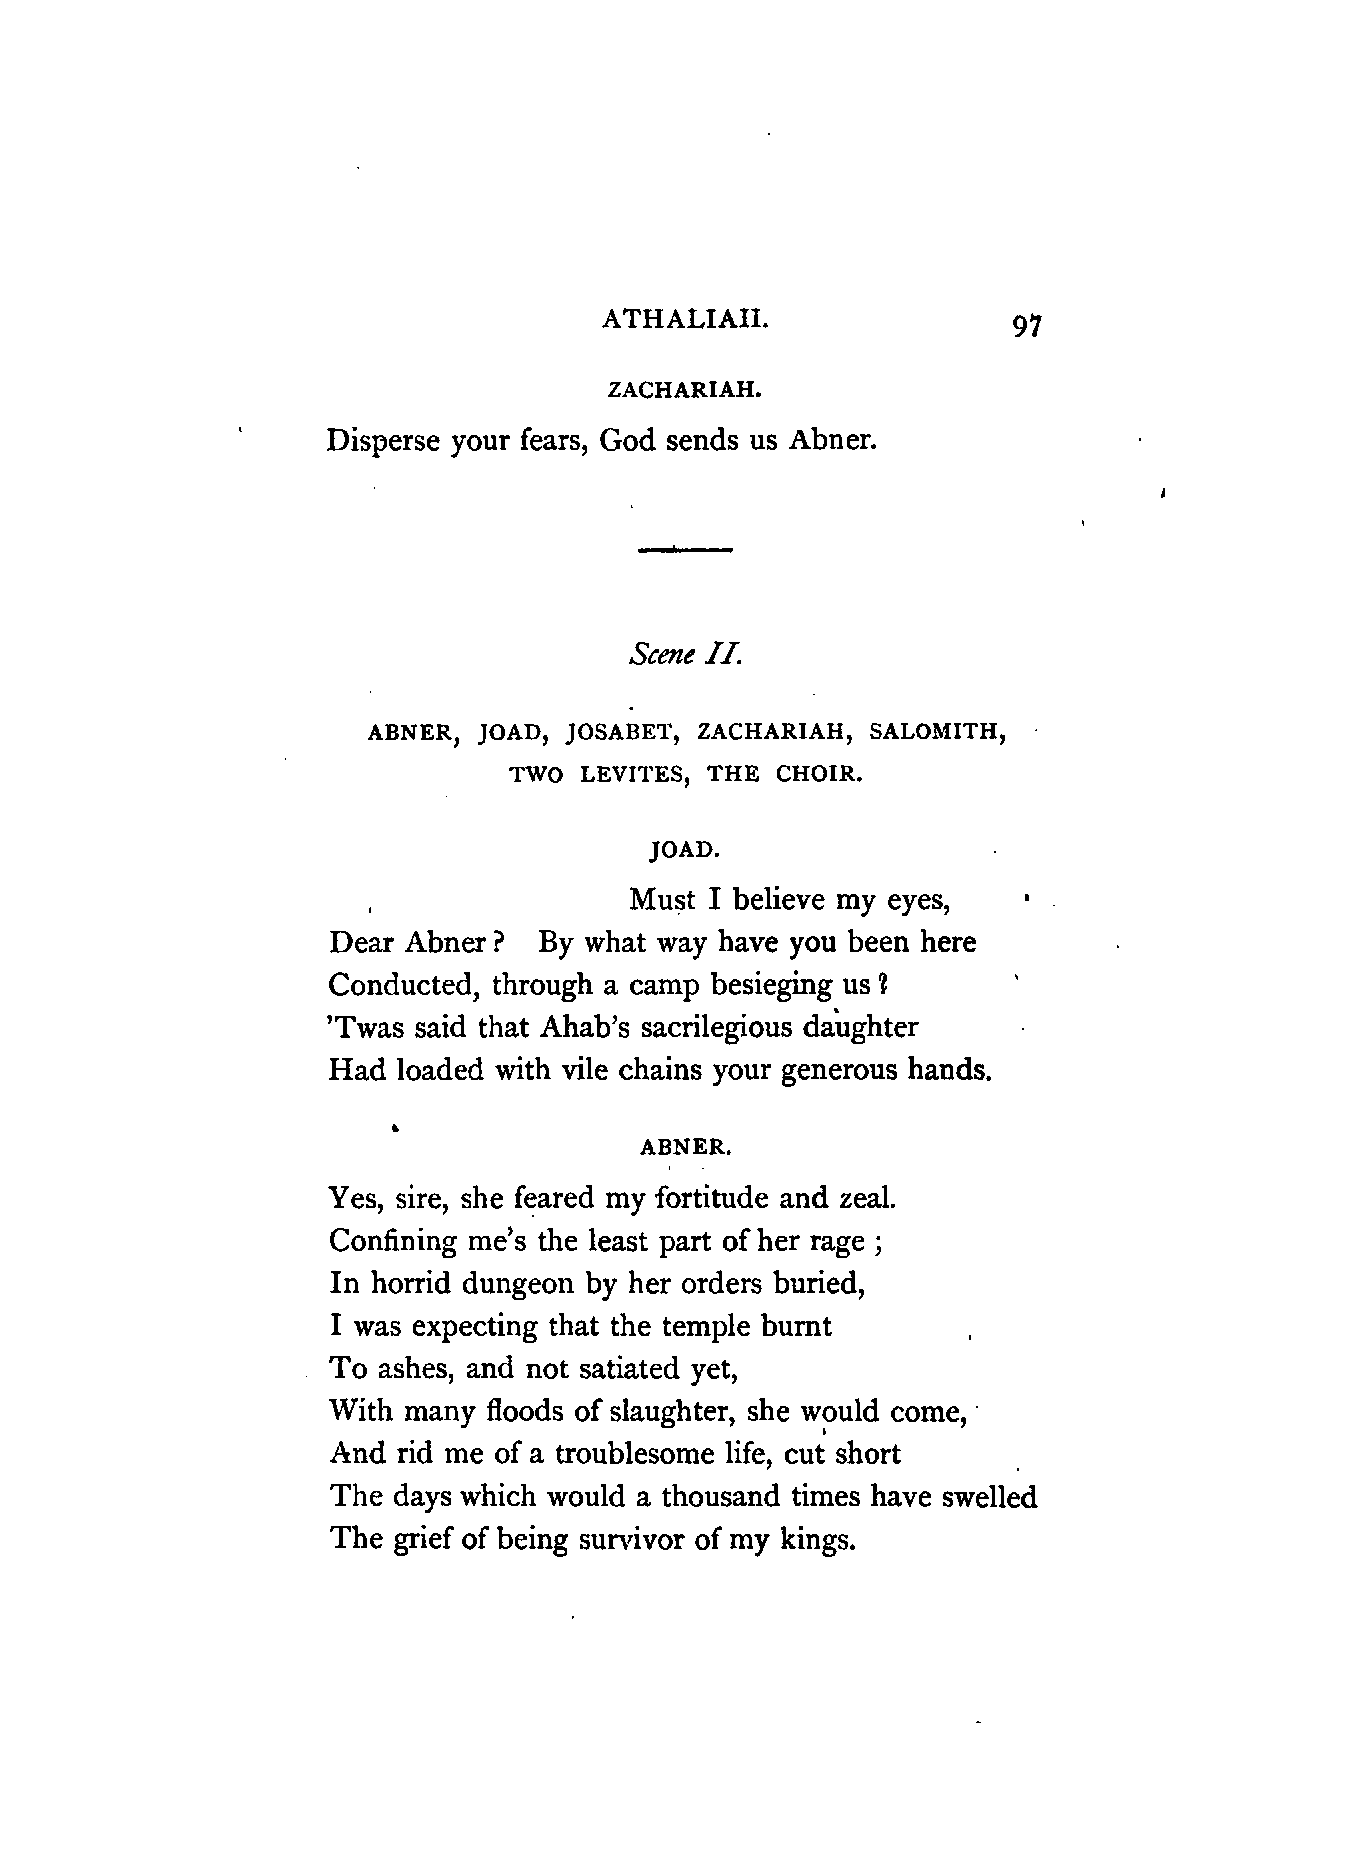 ATHALIAH. 97
ZACHARIAH.
Disperse your fears, God sends us Abner.
Scene II.
ABNER, JOAD, JOSABET, ZACHARIAH, SALOMITH,
TWO LEVITES, THE CHOIR.
JOAD.
Must I believe my eyes,
Dear Abner? By what way have you been here
Conducted, through a camp besieging us?
'Twas said that Ahab's sacrilegious daughter
Had loaded with vile chains your generous hands.
ABNER.
Yes, sire, she feared my fortitude and zeal.
Confining me's the least part of her rage;
In horrid dungeon by her orders buried,
I was expecting that the temple burnt
To ashes, and not satiated yet,
With many floods of slaughter, she would come,
And rid me of a troublesome life, cut short
The days which would a thousand times have swelled
The grief of being survivor of my kings.